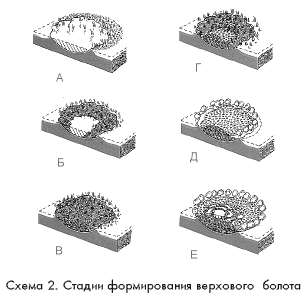 А
Г
Б
Д
В
Е
Схема 2. Стадии формирования верхового болота